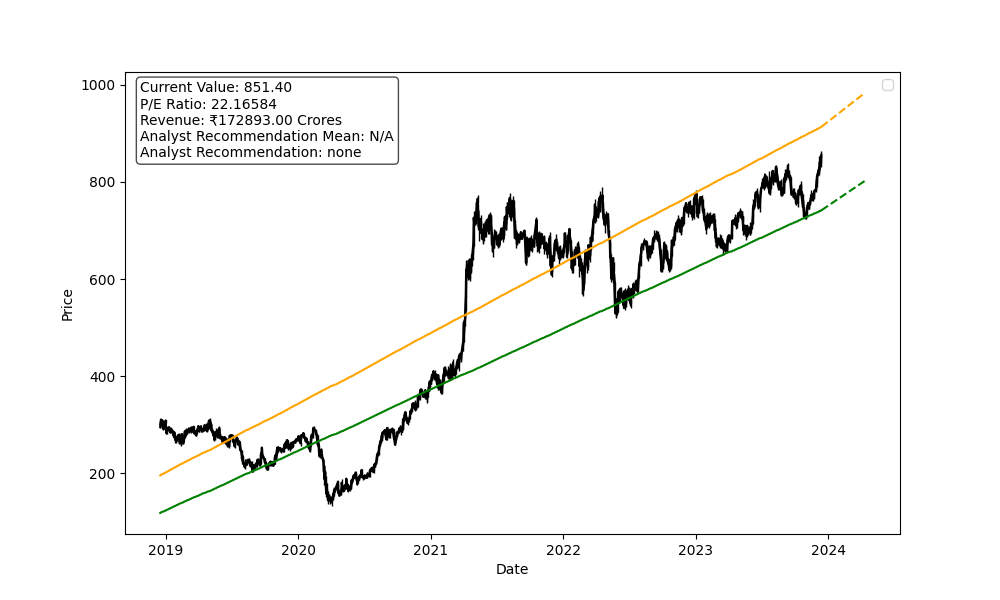 Current Value: 851.40
P/E Ratio: 22.16584
Revenue: ₹172893.00 Crores
Analyst Recommendation Mean: N/A
Analyst Recommendation: none
1000
800
600
400
200
Price
2019 2020 2021 2022 2023 2024
Date